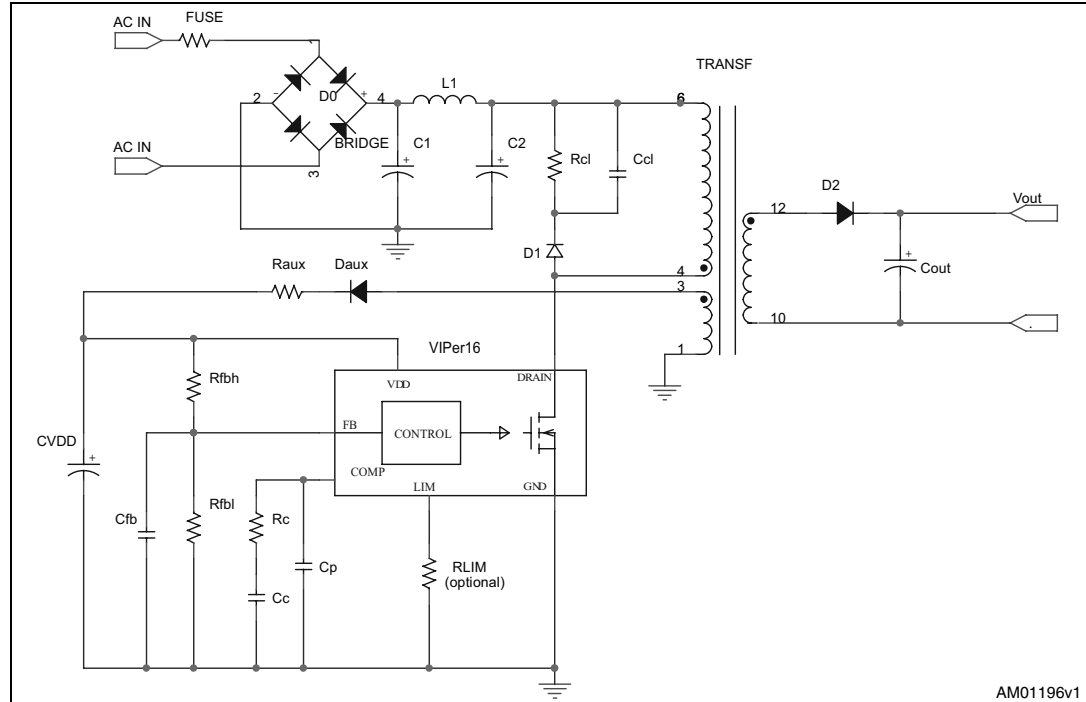 AC IN
FUSE
1
TRANSF
L1
2
-
D0
+
4
6
AC IN
BRIDGE
3
C1
+
C2
+
Rcl
Ccl
D2
12
Vout
D1
+
Cout
Raux
Daux
4
3
10
.
1
VIPer16
Rfbh
VDD
DRAIN
FB
CONTROL
CVDD
+
COMP
LIM
GND
Cfb
Rfbl
Rc
Cp
RLIM
(optional)
Cc
AM01196v1